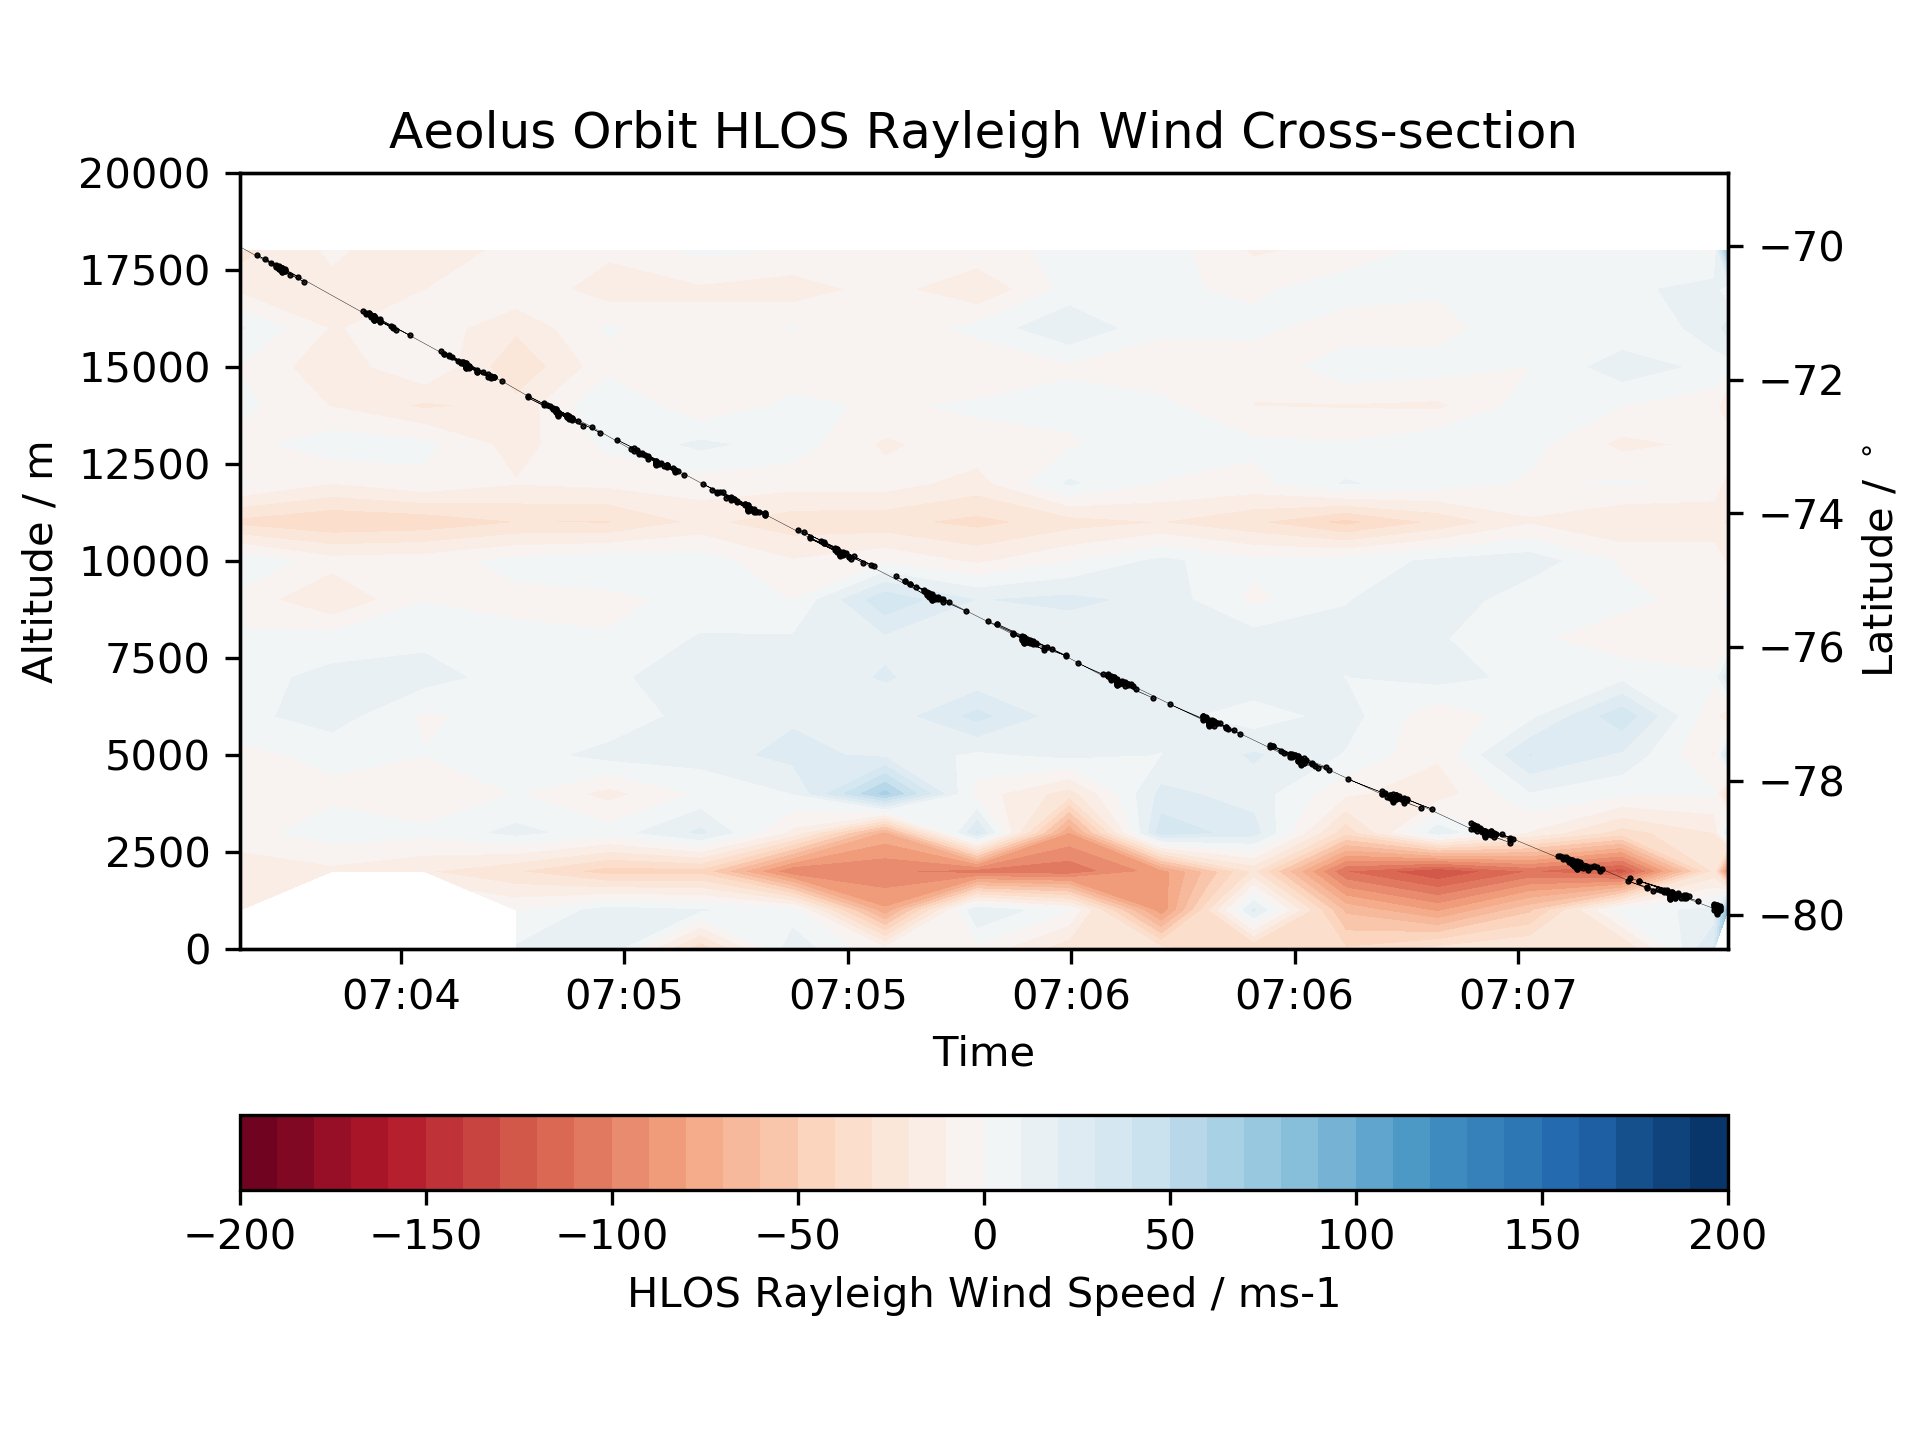 Aeolus Orbit HLOS Rayleigh Wind Cross-section
20000
17500
15000
12500
10000
7500
5000
2500
0
Altitude / m
−70
−72
−74
−76
−78
−80
Latitude / °
07:04 07:05 07:05 07:06 07:06 07:07
Time
−200 −150 −100 −50 0 50 100 150 200
HLOS Rayleigh Wind Speed / ms-1